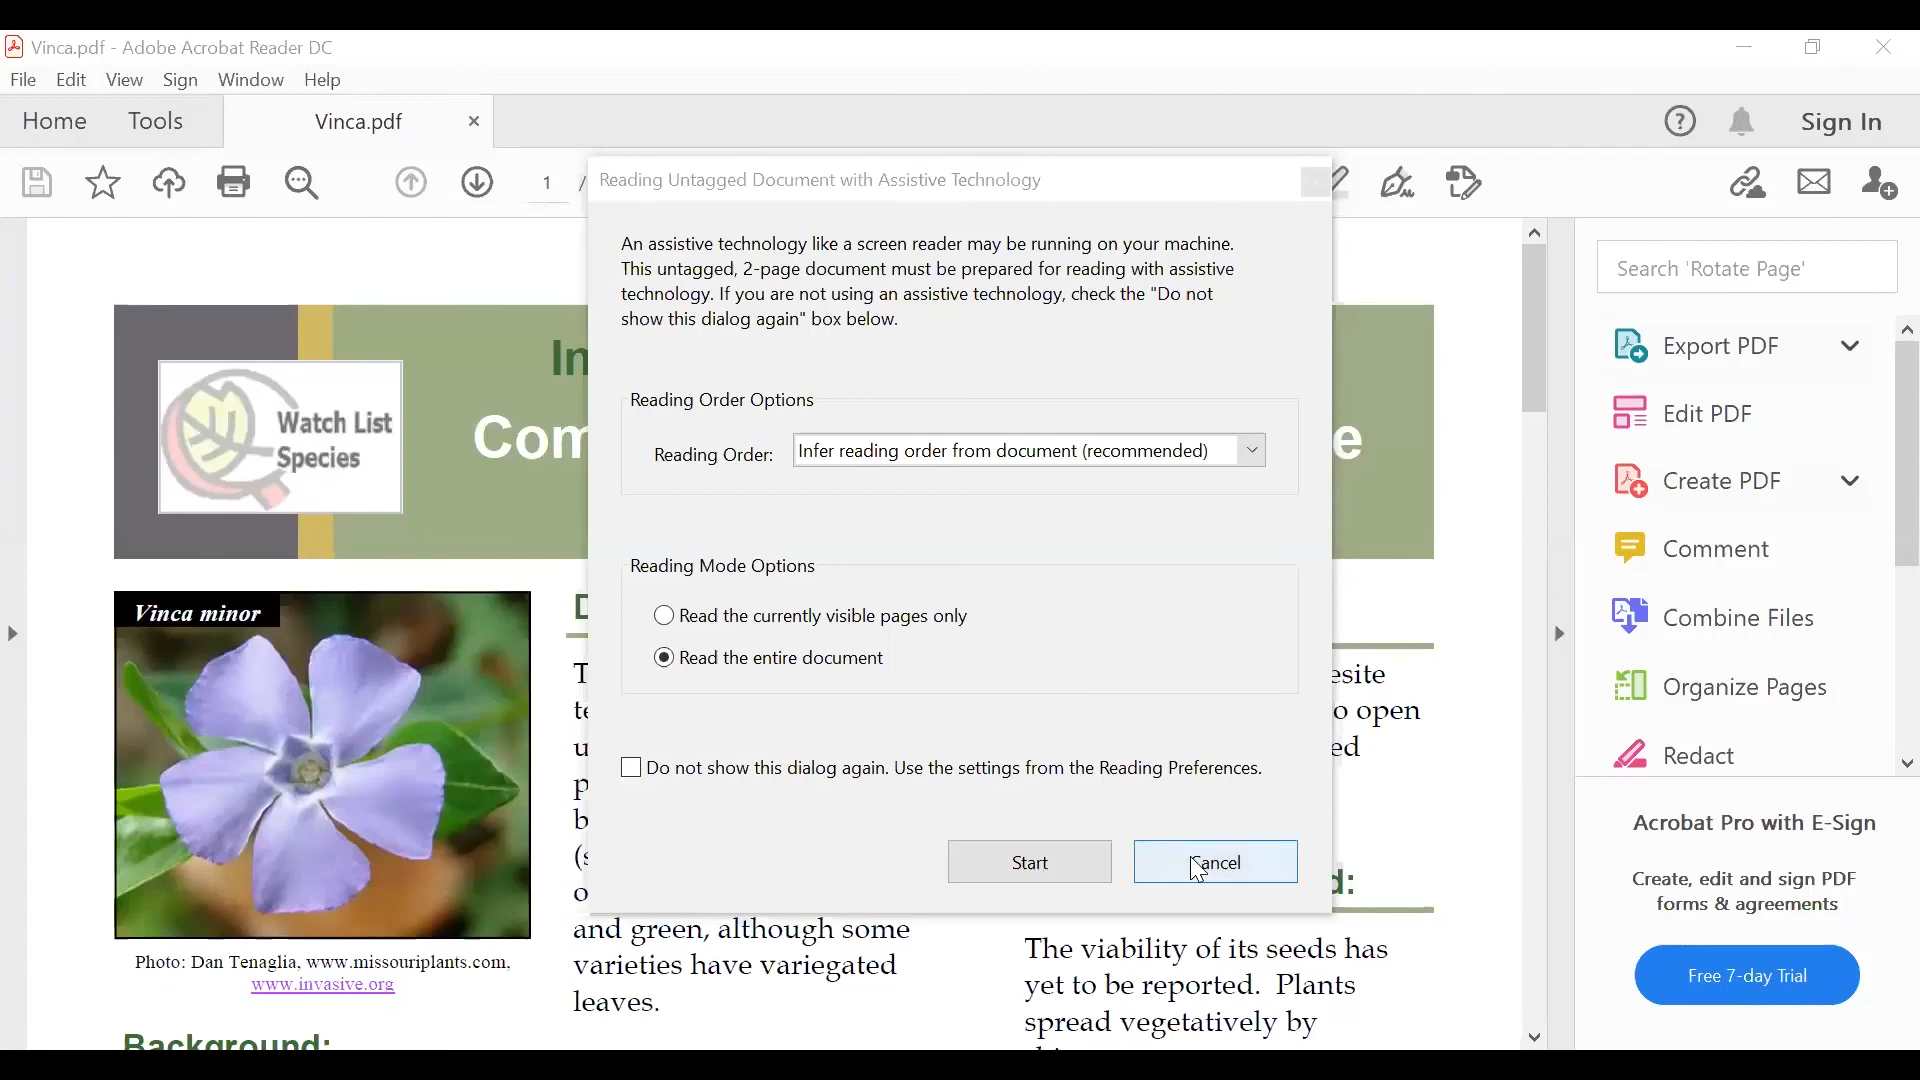 Vinca.pdf - Adobe Acrobat Reader DC
File Edit View Sign Window Help
Home Tools Vinca.pdf × Sign In
1 /
Reading Untagged Document with Assistive Technology
An assistive technology like a screen reader may be running on your machine.
This untagged, 2-page document must be prepared for reading with assistive
technology. If you are not using an assistive technology, check the "Do not
show this dialog again" box below.
Reading Order Options
Reading Order: Infer reading order from document (recommended)
Reading Mode Options
Read the currently visible pages only
Read the entire document
Do not show this dialog again. Use the settings from the Reading Preferences.
Start Cancel
Watch List
Species
In
Com
e
Vinca minor
Photo: Dan Tenaglia, www.missouriplants.com,
www.invasive.org
Background:
D
T
te
u
p
b
(s
o
and green, although some
varieties have variegated
leaves.
esite
o open
ed
d:
The viability of its seeds has
yet to be reported. Plants
spread vegetatively by
Search 'Rotate Page'
Export PDF
Edit PDF
Create PDF
Comment
Combine Files
Organize Pages
Redact
Acrobat Pro with E-Sign
Create, edit and sign PDF
forms & agreements
Free 7-day Trial